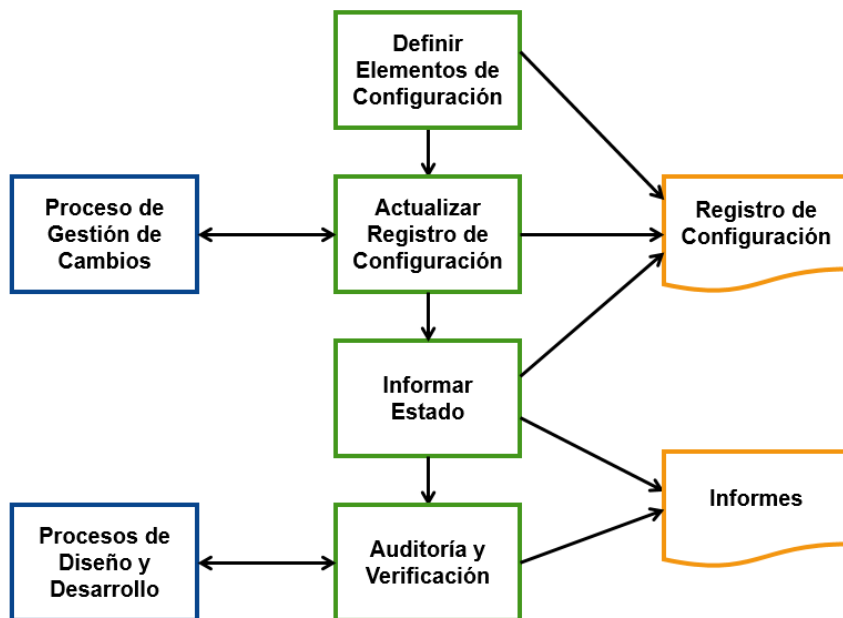 Definir
Elementos de
Configuración
Proceso de
Gestión de
Cambios
Actualizar
Registro de
Configuración
Registro de
Configuración
Informar
Estado
Informes
Procesos de
Diseño y
Desarrollo
Auditoría y
Verificación